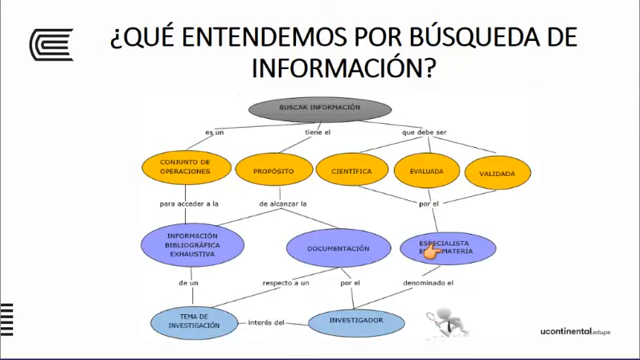 ¿QUÉ ENTENDEMOS POR BÚSQUEDA DE
INFORMACIÓN?
BUSCAR INFORMACIÓN
es un
tiene el
que debe ser
CONJUNTO DE
OPERACIONES
PROPÓSITO
CIENTÍFICA
EVALUADA
VALIDADA
para acceder a la
de alcanzar la
por el
INFORMACIÓN
BIBLIOGRÁFICA
EXHAUSTIVA
DOCUMENTACIÓN
ESPECIALISTA
MATERIA
de un
respecto a un
por el
denominado el
TEMA DE
INVESTIGACIÓN
interés del
INVESTIGADOR
ucontinental.edu.pe